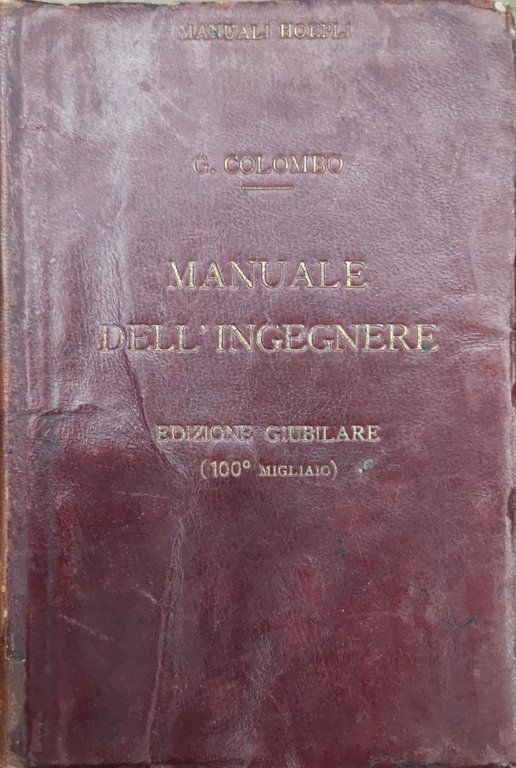 MANUALI HOEPLI
G. COLOMBO
MANUALE
DELL'INGEGNERE
EDIZIONE GIUBILARE
(100° MIGLIAIO)